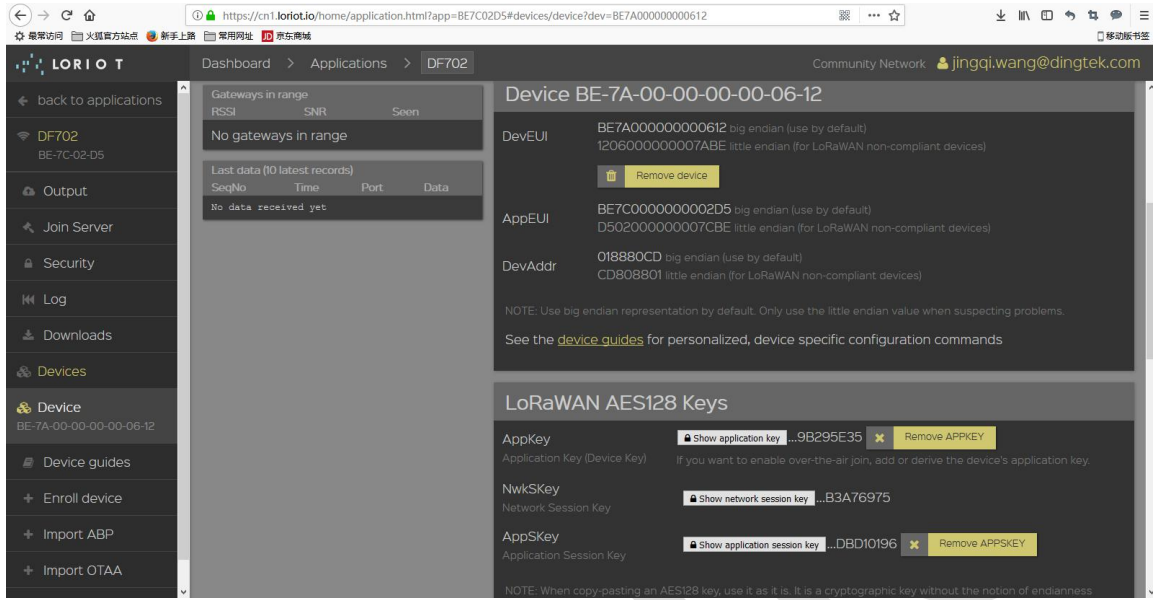 https://cn1.loriot.io/home/application.html?app=BE7C02D5#devices/device?dev=BE7A000000000612
最常访问 火狐官方站点 新手上路 常用网址 JD 京东商城 移动版书签
LORIOT
Dashboard > Applications > DF702
Community Network jingqi.wang@dingtek.com
back to applications
DF702
BE-7C-02-D5
Output
Join Server
Security
Log
Downloads
Devices
Device
BE-7A-00-00-00-00-06-12
Device guides
Enroll device
Import ABP
Import OTAA
Gateways in range
RSSI SNR Seen
No gateways in range
Last data (10 latest records)
SeqNo Time Port Data
No data received yet
Device BE-7A-00-00-00-00-06-12
DevEUI
BE7A000000000612 big endian (use by default)
1206000000007ABE little endian (for LoRaWAN non-compliant devices)
Remove device
AppEUI
BE7C0000000002D5 big endian (use by default)
D502000000007CBE little endian (for LoRaWAN non-compliant devices)
DevAddr
018880CD big endian (use by default)
CD808801 little endian (for LoRaWAN non-compliant devices)
NOTE: Use big endian representation by default. Only use the little endian value when suspecting problems.
See the device guides for personalized, device specific configuration commands
LoRaWAN AES128 Keys
AppKey
Application Key (Device Key)
Show application key ...9B295E35 Remove APPKEY
If you want to enable over-the-air join, add or derive the device's application key.
NwkSKey
Network Session Key
Show network session key ...B3A76975
AppSKey
Application Session Key
Show application session key ...DBD10196 Remove APPSKEY
NOTE: When copy-pasting an AES128 key, use it as it is. It is a cryptographic key without the notion of endianness